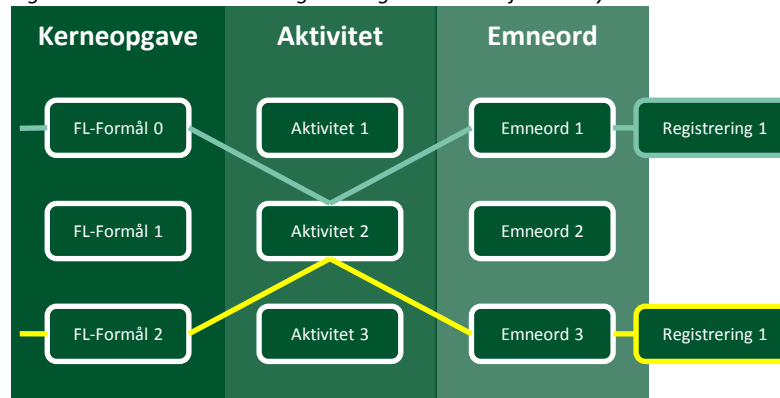 Kerneopgave Aktivitet Emneord
FL-Formål 0 Aktivitet 1 Emneord 1 Registrering 1
FL-Formål 1 Aktivitet 2 Emneord 2
FL-Formål 2 Aktivitet 3 Emneord 3 Registrering 1